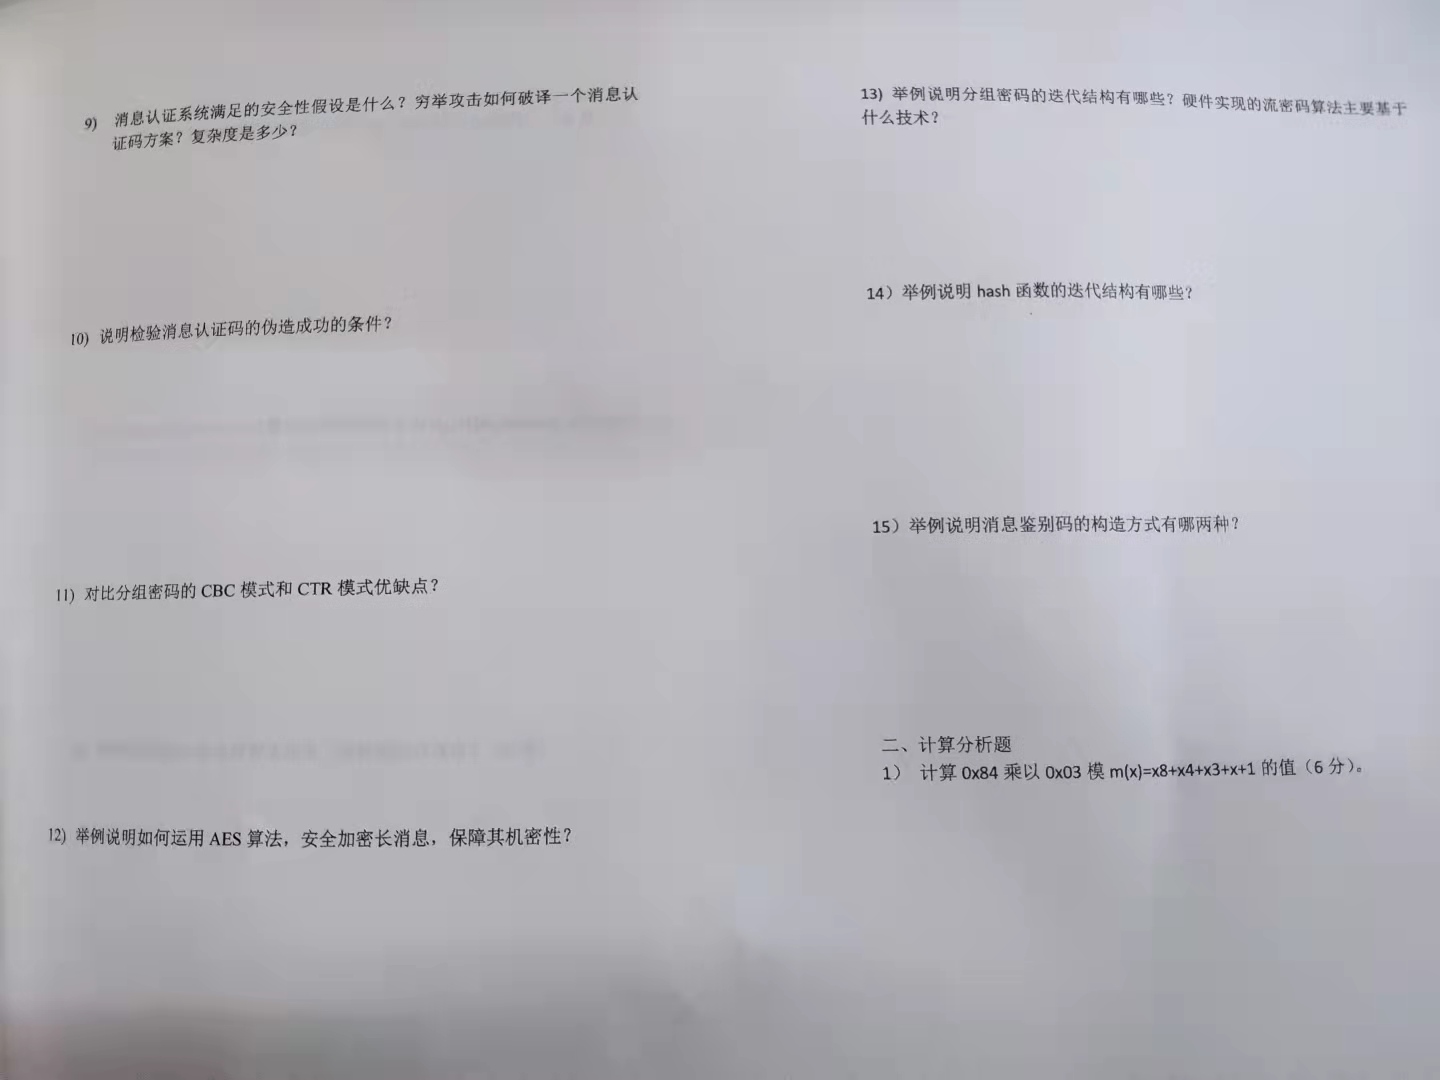 9) 消息认证系统满足的安全性假设是什么？穷举攻击如何破译一个消息认
证码方案？复杂度是多少？
10) 说明检验消息认证码的伪造成功的条件？
11) 对比分组密码的 CBC 模式和 CTR 模式优缺点？
12) 举例说明如何运用 AES 算法，安全加密长消息，保障其机密性？
13) 举例说明分组密码的迭代结构有哪些？硬件实现的流密码算法主要基于
什么技术？
14）举例说明 hash 函数的迭代结构有哪些？
15）举例说明消息鉴别码的构造方式有哪两种？
二、计算分析题
1） 计算 0x84 乘以 0x03 模 m(x)=x8+x4+x3+x+1 的值（6 分）。